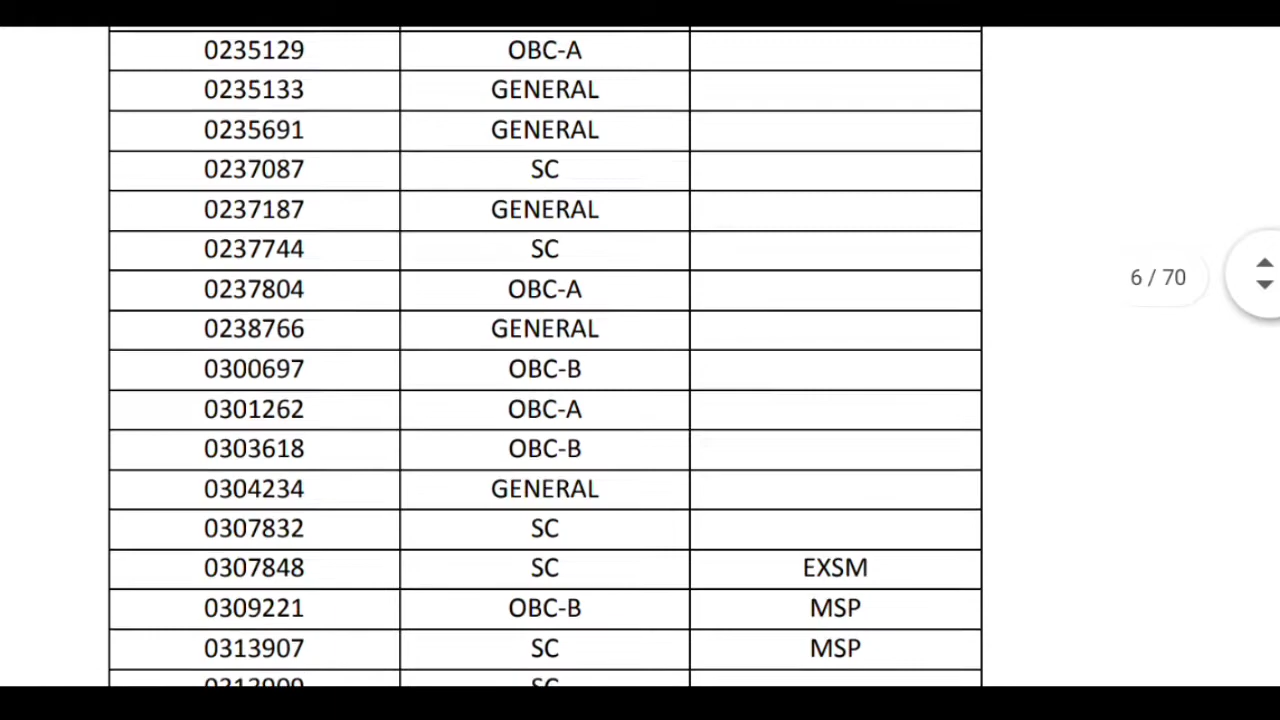 0235129 OBC-A
0235133 GENERAL
0235691 GENERAL
0237087 SC
0237187 GENERAL
0237744 SC
0237804 OBC-A
0238766 GENERAL
6 / 70
0300697 OBC-B
0301262 OBC-A
0303618 OBC-B
0304234 GENERAL
0307832 SC
0307848 SC EXSM
0309221 OBC-B MSP
0313907 SC MSP
SC